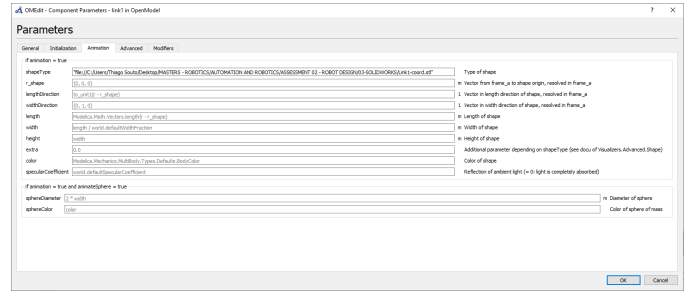 OMEdit - Component Parameters - link1 in OpenModel
Parameters
General Initialization Animation Advanced Modifiers
if animation = true
shapeType "file://C:/Users/Thiago Souto/Desktop/MASTERS - ROBOTICS/AUTOMATION AND ROBOTICS/ASSESSMENT 02 - ROBOT DESIGN/03-SOLIDWORKS/Link1-coord.stl" Type of shape
r_shape {0, 0, 0} m Vector from frame_a to shape origin, resolved in frame_a
lengthDirection to_unit1(r - r_shape) 1 Vector in length direction of shape, resolved in frame_a
widthDirection {0, 1, 0} 1 Vector in width direction of shape, resolved in frame_a
length Modelica.Math.Vectors.length(r - r_shape) m Length of shape
width length / world.defaultWidthFraction m Width of shape
height width m Height of shape
extra 0.0 Additional parameter depending on shapeType (see docu of Visualizers.Advanced.Shape)
color Modelica.Mechanics.MultiBody.Types.Defaults.BodyColor Color of shape
specularCoefficient world.defaultSpecularCoefficient Reflection of ambient light (= 0: light is completely absorbed)
if animation = true and animateSphere = true
sphereDiameter 2 * width m Diameter of sphere
sphereColor color Color of sphere of mass
OK Cancel